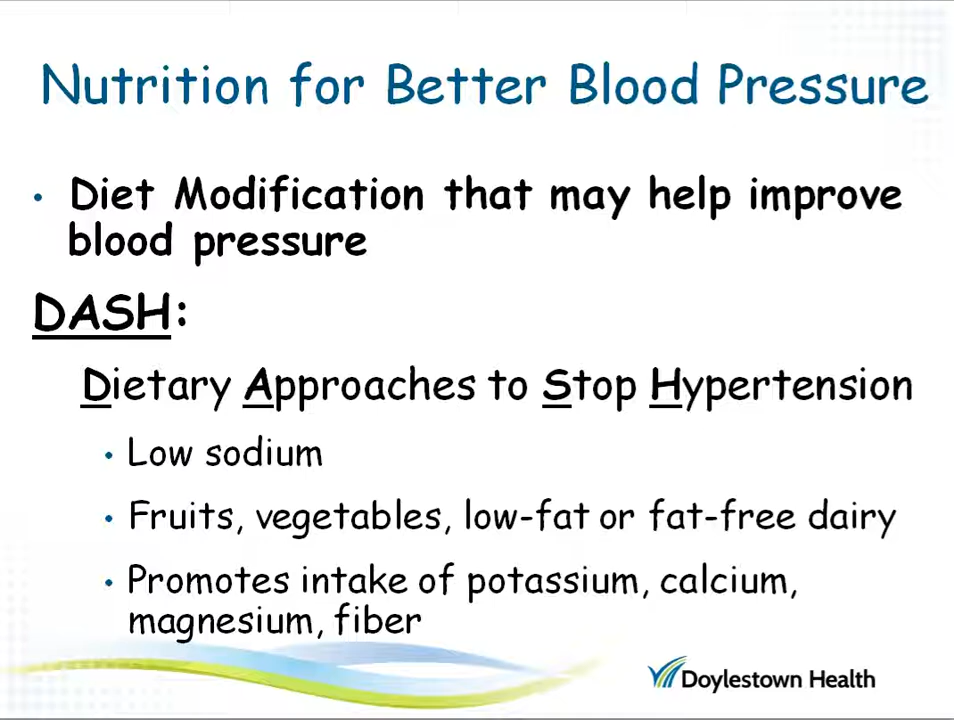 Nutrition for Better Blood Pressure
• Diet Modification that may help improve
blood pressure
DASH:
Dietary Approaches to Stop Hypertension
• Low sodium
• Fruits, vegetables, low-fat or fat-free dairy
• Promotes intake of potassium, calcium,
magnesium, fiber
Doylestown Health